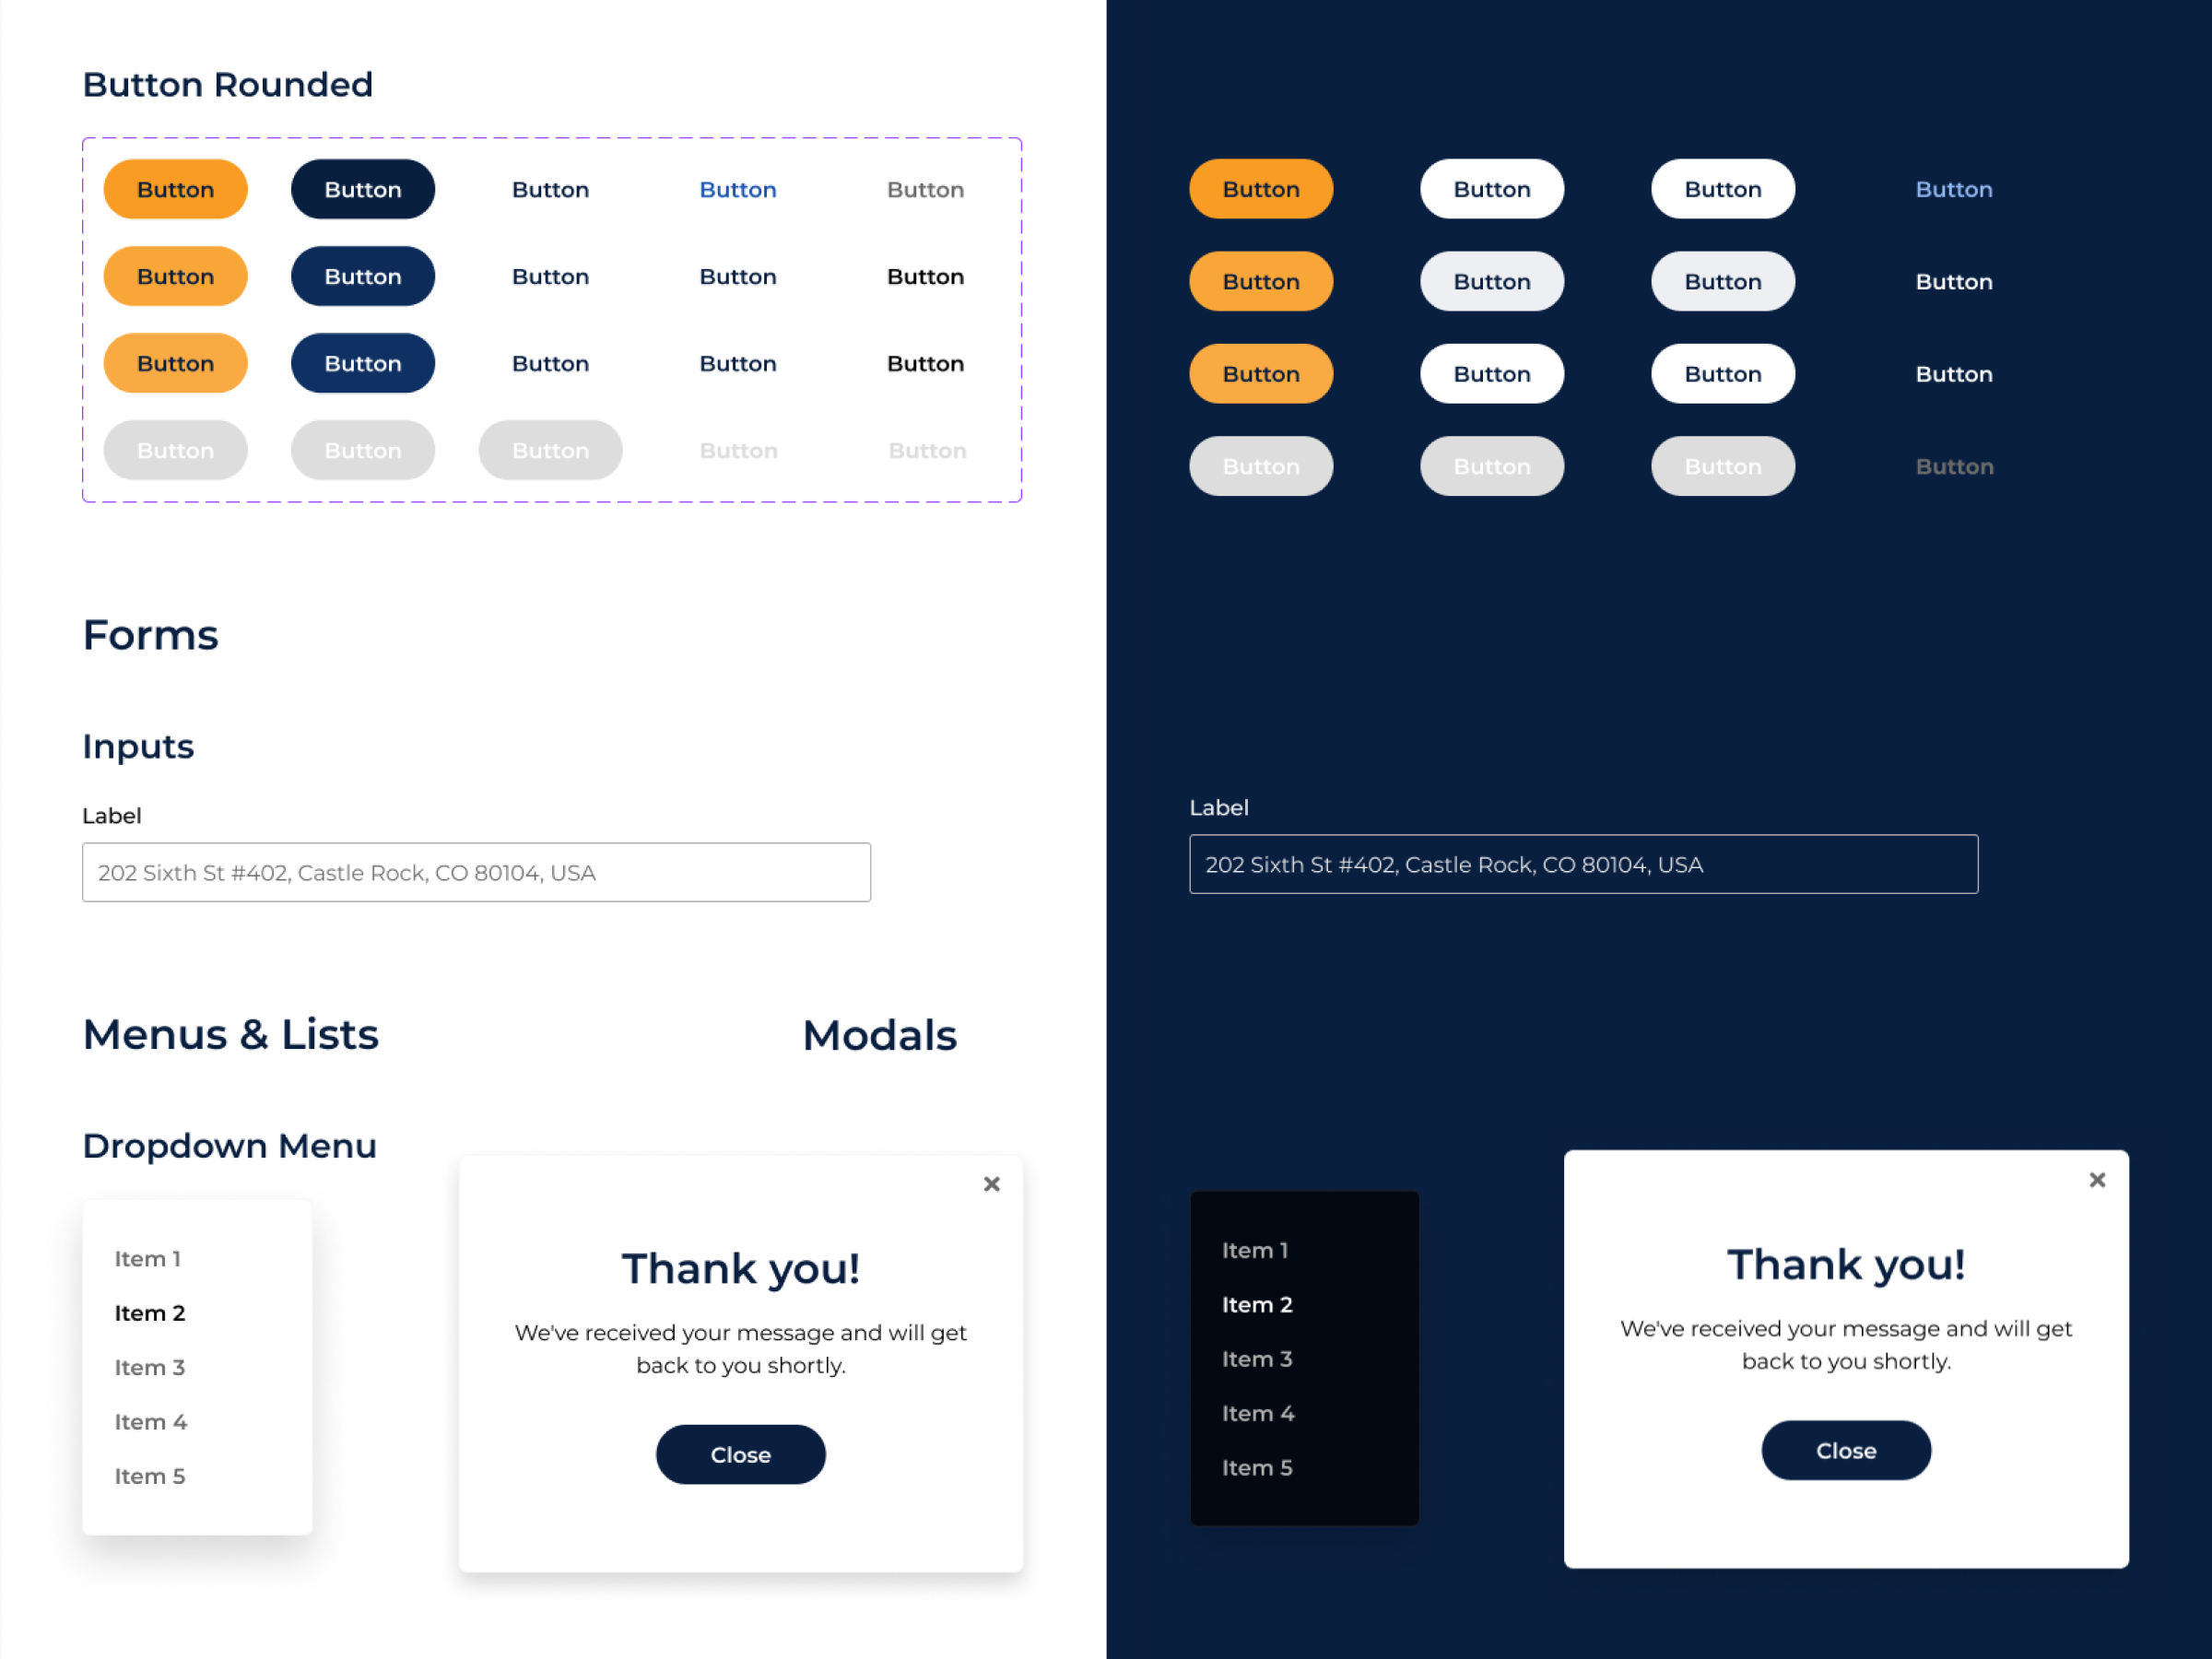 Button Rounded
Button Button Button Button Button
Button Button Button Button Button
Button Button Button Button Button
Button Button Button Button Button
Forms
Inputs
Label
202 Sixth St #402, Castle Rock, CO 80104, USA
Menus & Lists
Modals
Dropdown Menu
Item 1
Item 2
Item 3
Item 4
Item 5
Thank you!
We've received your message and will get
back to you shortly.
Close
Button Button Button Button
Button Button Button Button
Button Button Button Button
Button Button Button Button
Label
202 Sixth St #402, Castle Rock, CO 80104, USA
Item 1
Item 2
Item 3
Item 4
Item 5
Thank you!
We've received your message and will get
back to you shortly.
Close